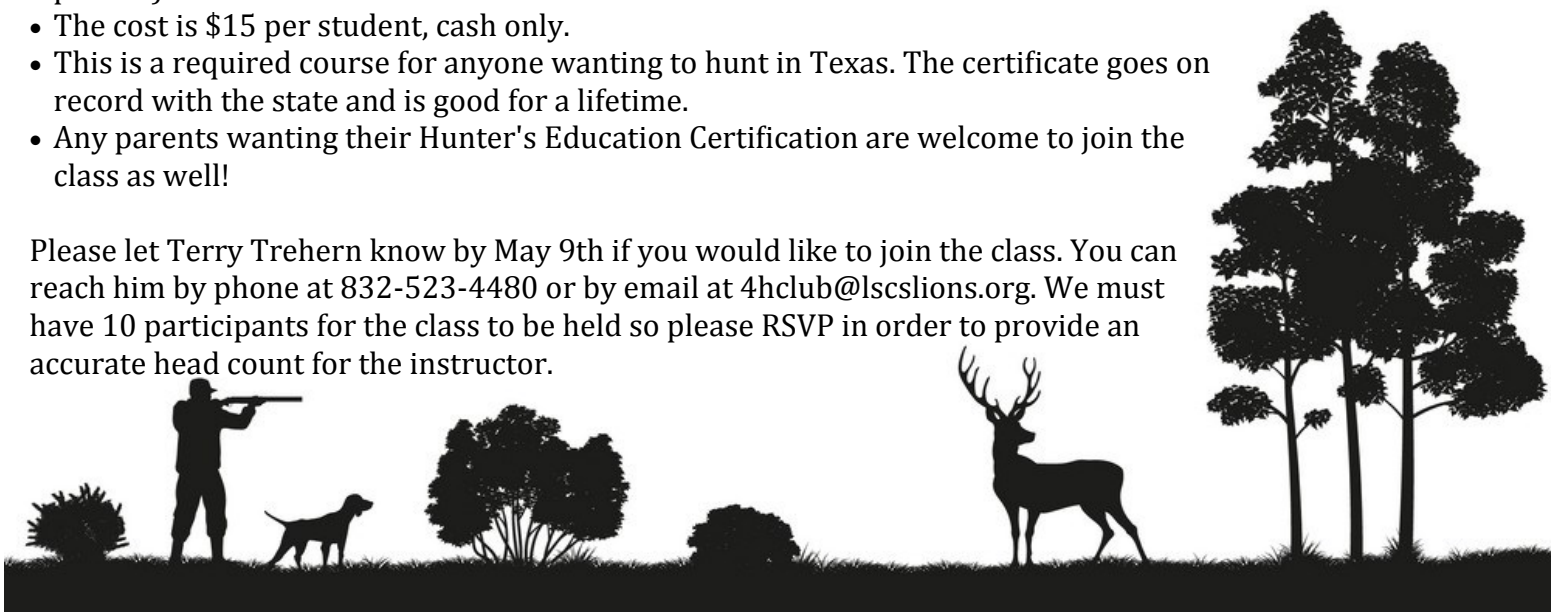 • The cost is $15 per student, cash only.
• This is a required course for anyone wanting to hunt in Texas. The certificate goes on
record with the state and is good for a lifetime.
• Any parents wanting their Hunter's Education Certification are welcome to join the
class as well!
Please let Terry Trehern know by May 9th if you would like to join the class. You can
reach him by phone at 832-523-4480 or by email at 4hclub@lscslions.org. We must
have 10 participants for the class to be held so please RSVP in order to provide an
accurate head count for the instructor.